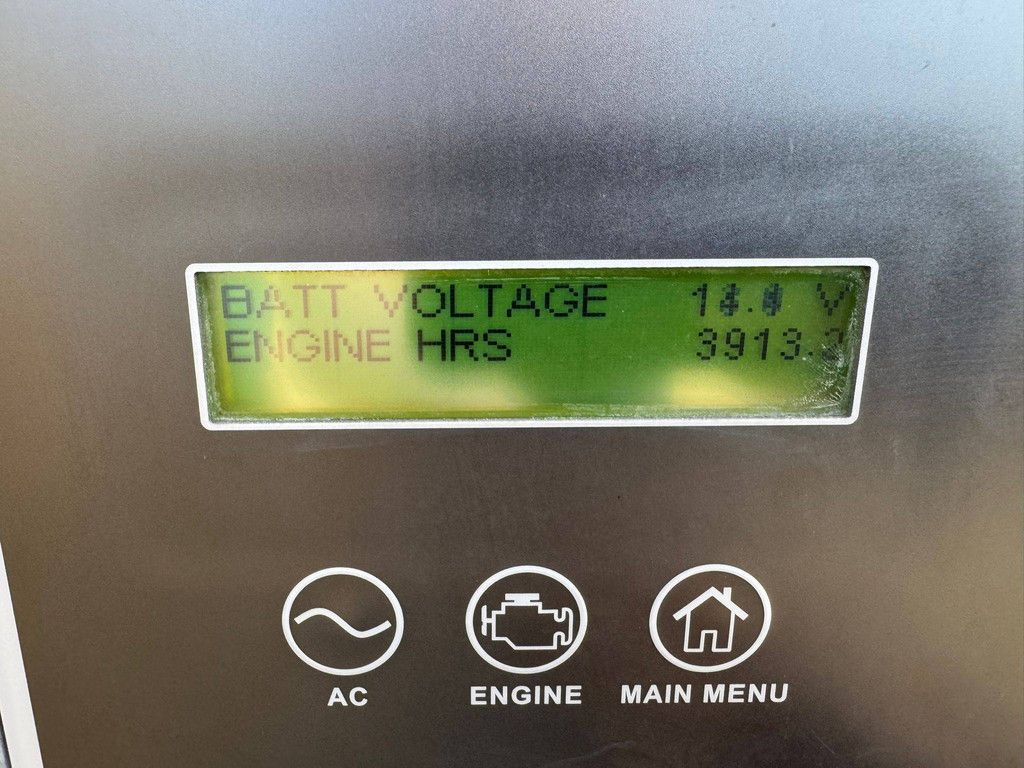 BATT VOLTAGE V
ENGINE HRS 3913.
AC ENGINE MAIN MENU